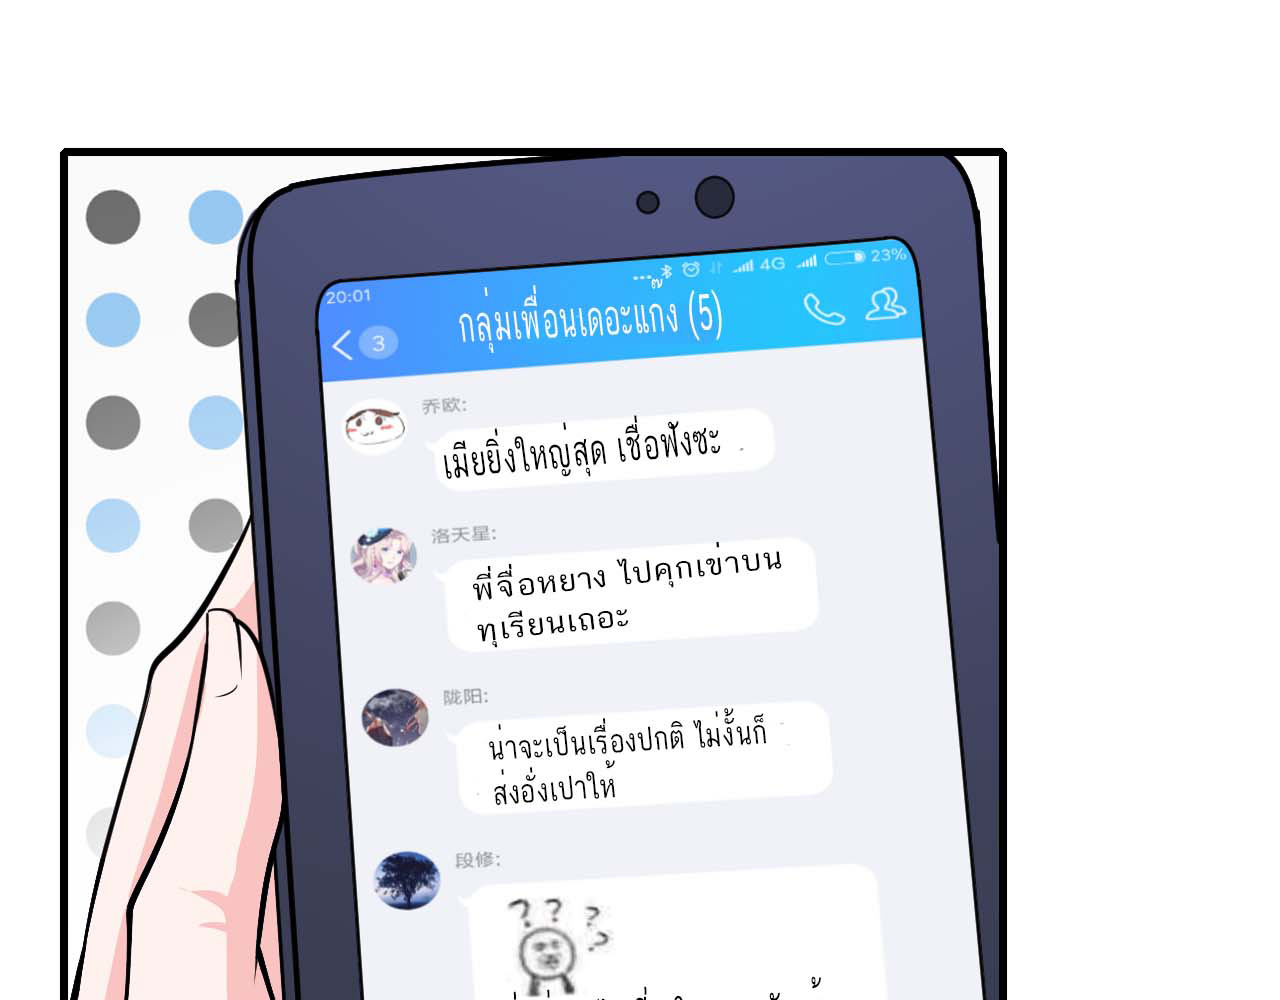 20:01 4G 23%
3 กลุ่มเพื่อนเดอะแก๊ง (5)
乔欧:
เมียยิ่งใหญ่สุด เชื่อฟังซะ
洛天星:
พี่จื่อหยาง ไปคุกเข่าบน
ทุเรียนเถอะ
陇阳:
น่าจะเป็นเรื่องปกติ ไม่งั้นก็
ส่งอั่งเปาให้
段修:
? ? ? ?